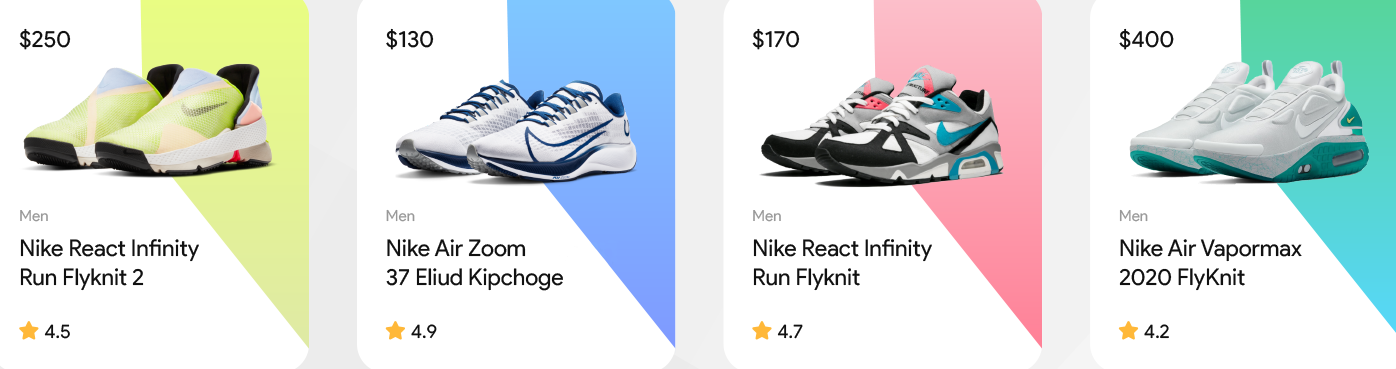 $250
Men
Nike React Infinity
Run Flyknit 2
4.5
$130
Men
Nike Air Zoom
37 Eliud Kipchoge
4.9
$170
Men
Nike React Infinity
Run Flyknit
4.7
$400
Men
Nike Air Vapormax
2020 FlyKnit
4.2